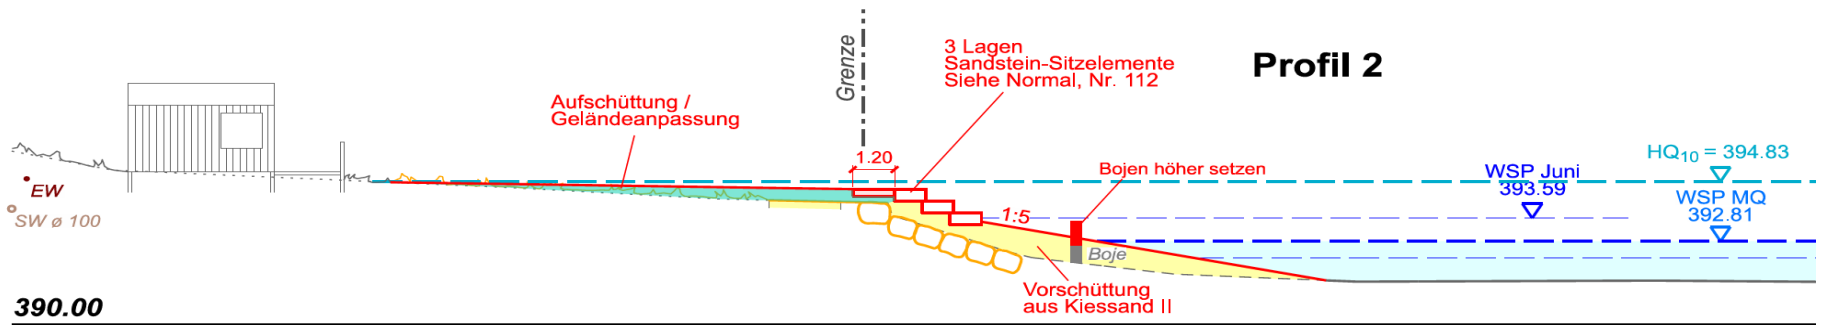 Profil 2
Grenze
3 Lagen
Sandstein-Sitzelemente
Siehe Normal, Nr. 112
Aufschüttung /
Geländeanpassung
1.20
Bojen höher setzen
HQ10 = 394.83
WSP Juni
393.59
WSP MQ
392.81
EW
SW ø 100
1:5
Boje
Vorschüttung
aus Kiessand II
390.00